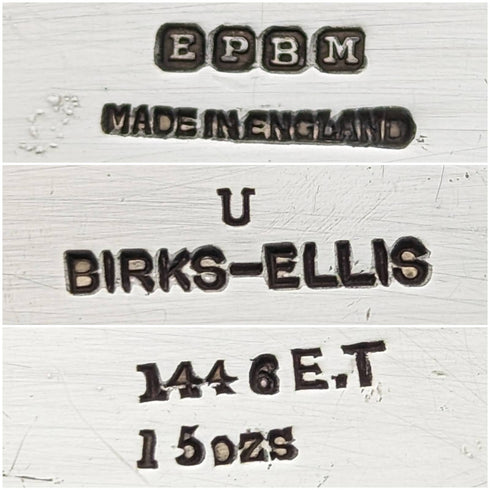 EPBM
MADE IN ENGLAND
U
BIRKS-ELLIS
1446 E.T
15ozs